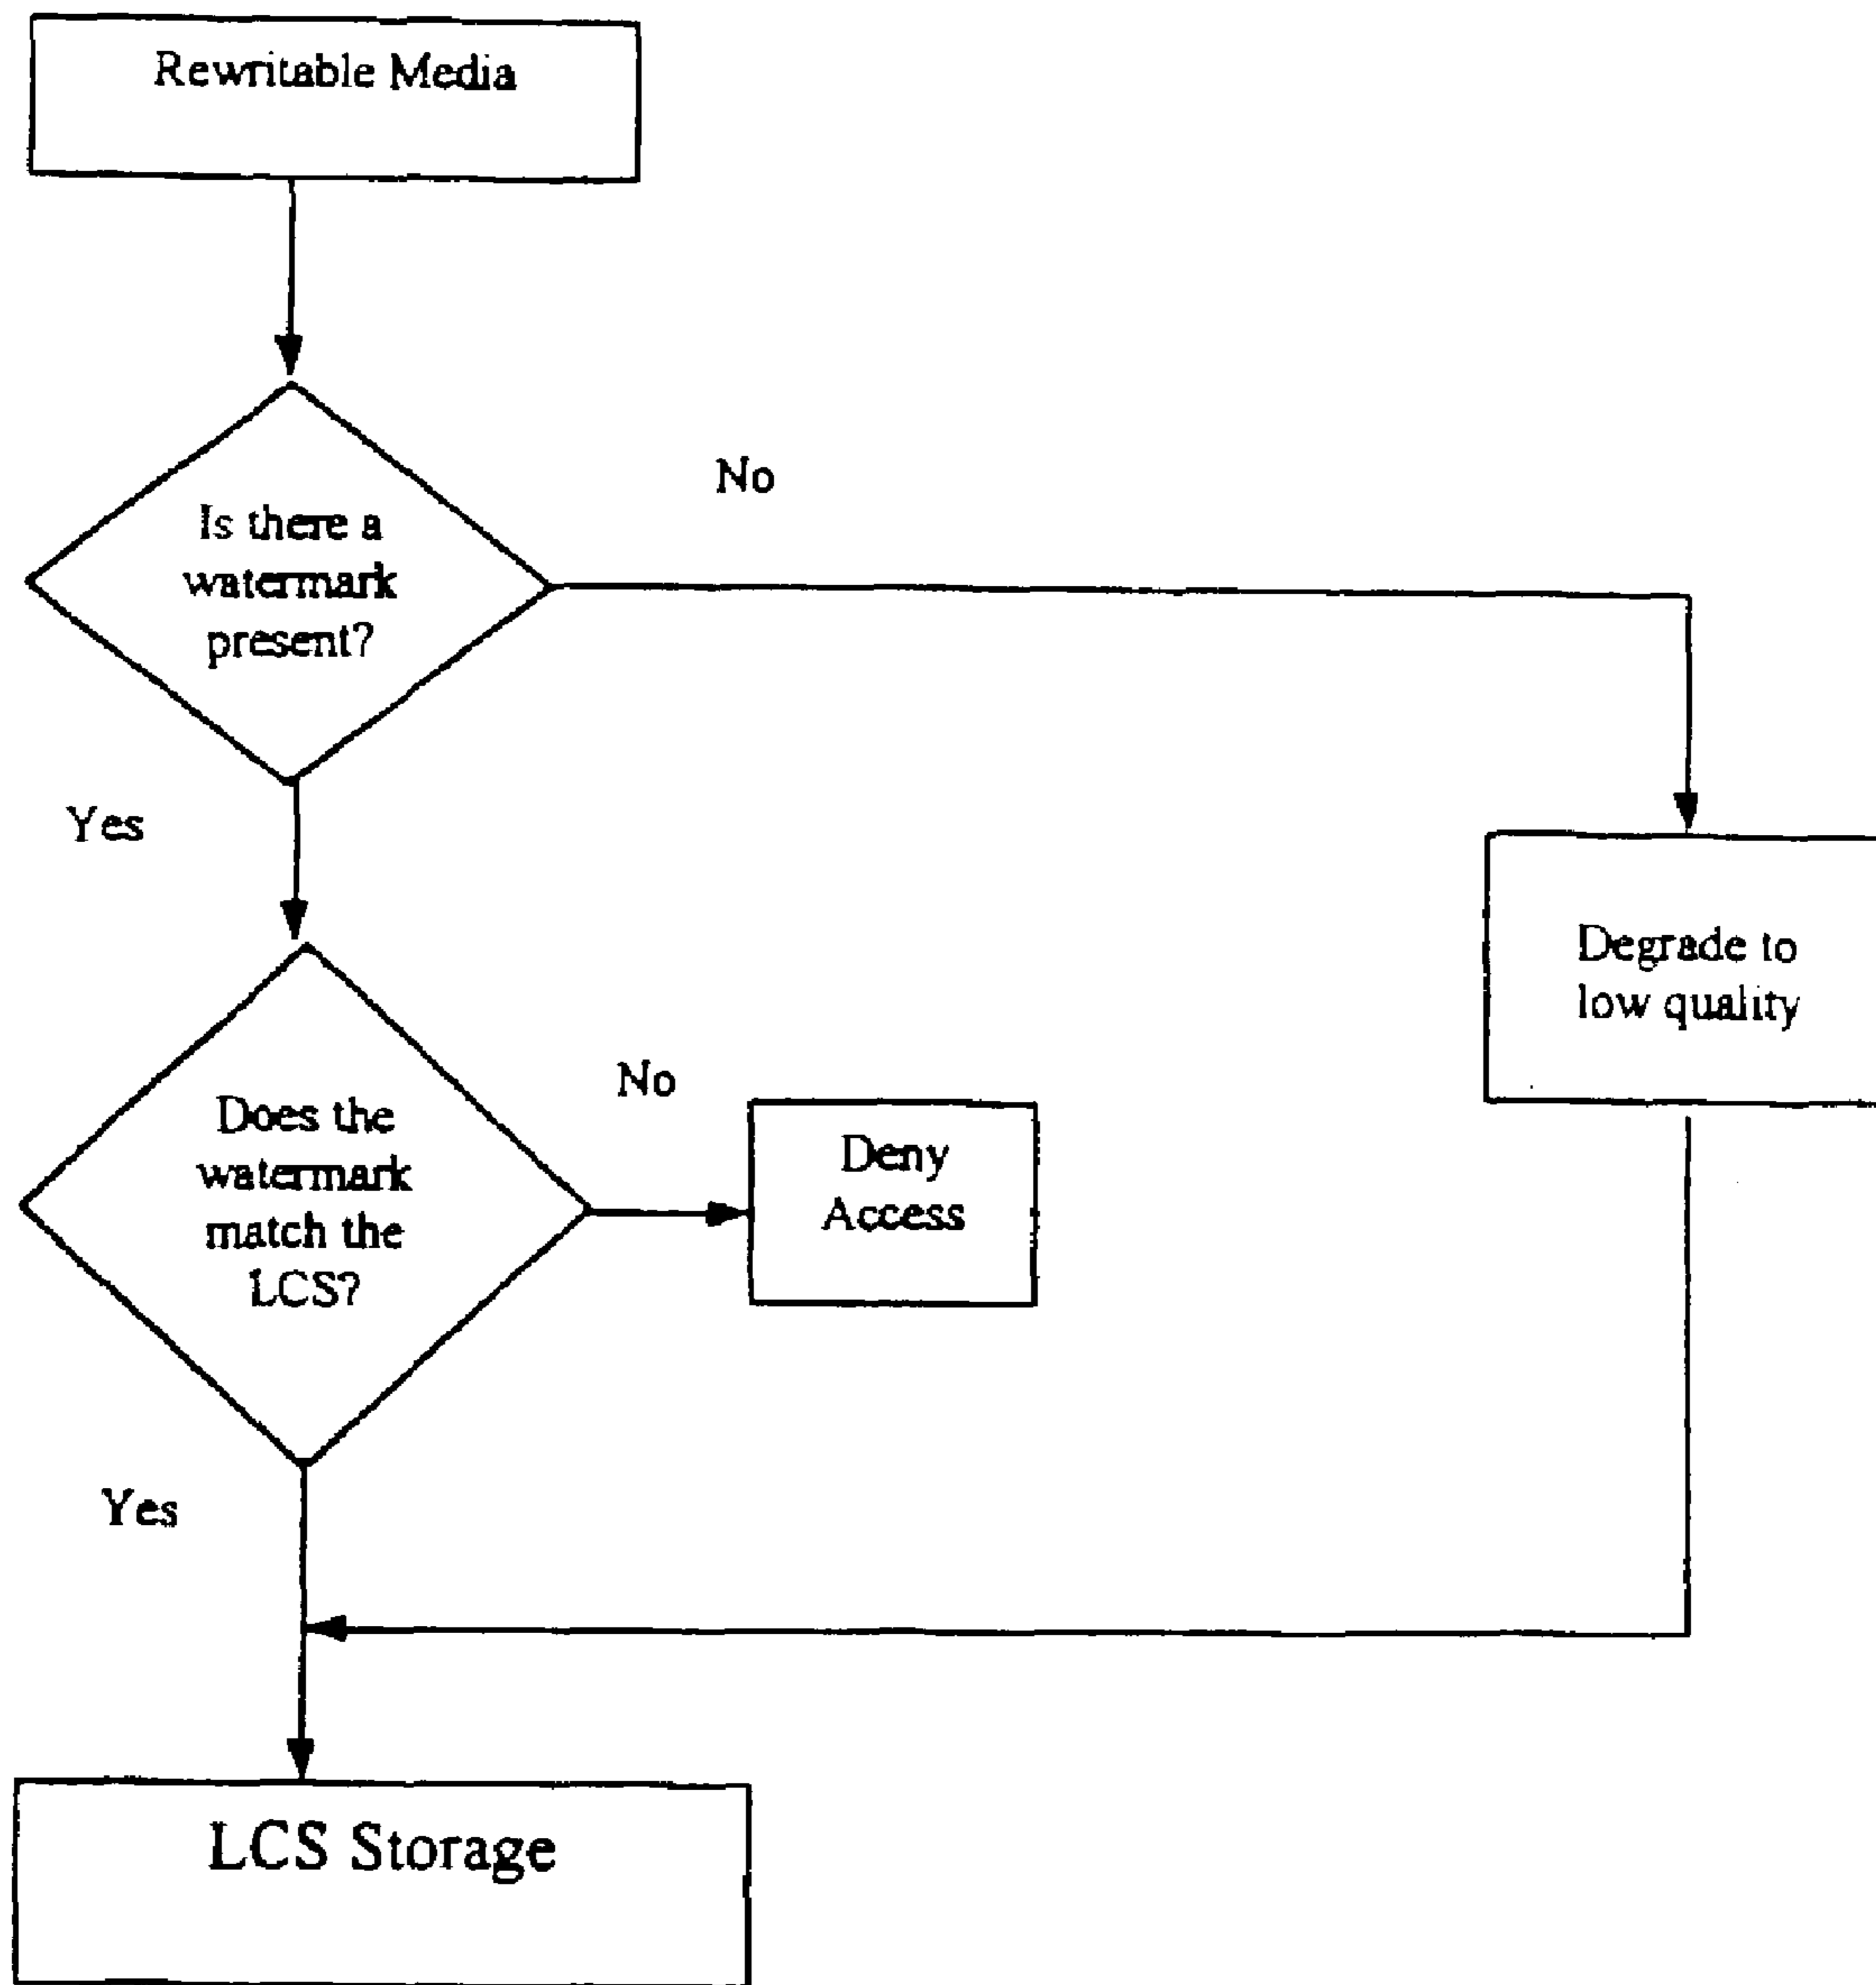 Rewritable Media
Is there a
watermark
present?
No
Yes
Degrade to
low quality
Does the
watermark
match the
LCS?
No
Deny
Access
Yes
LCS Storage